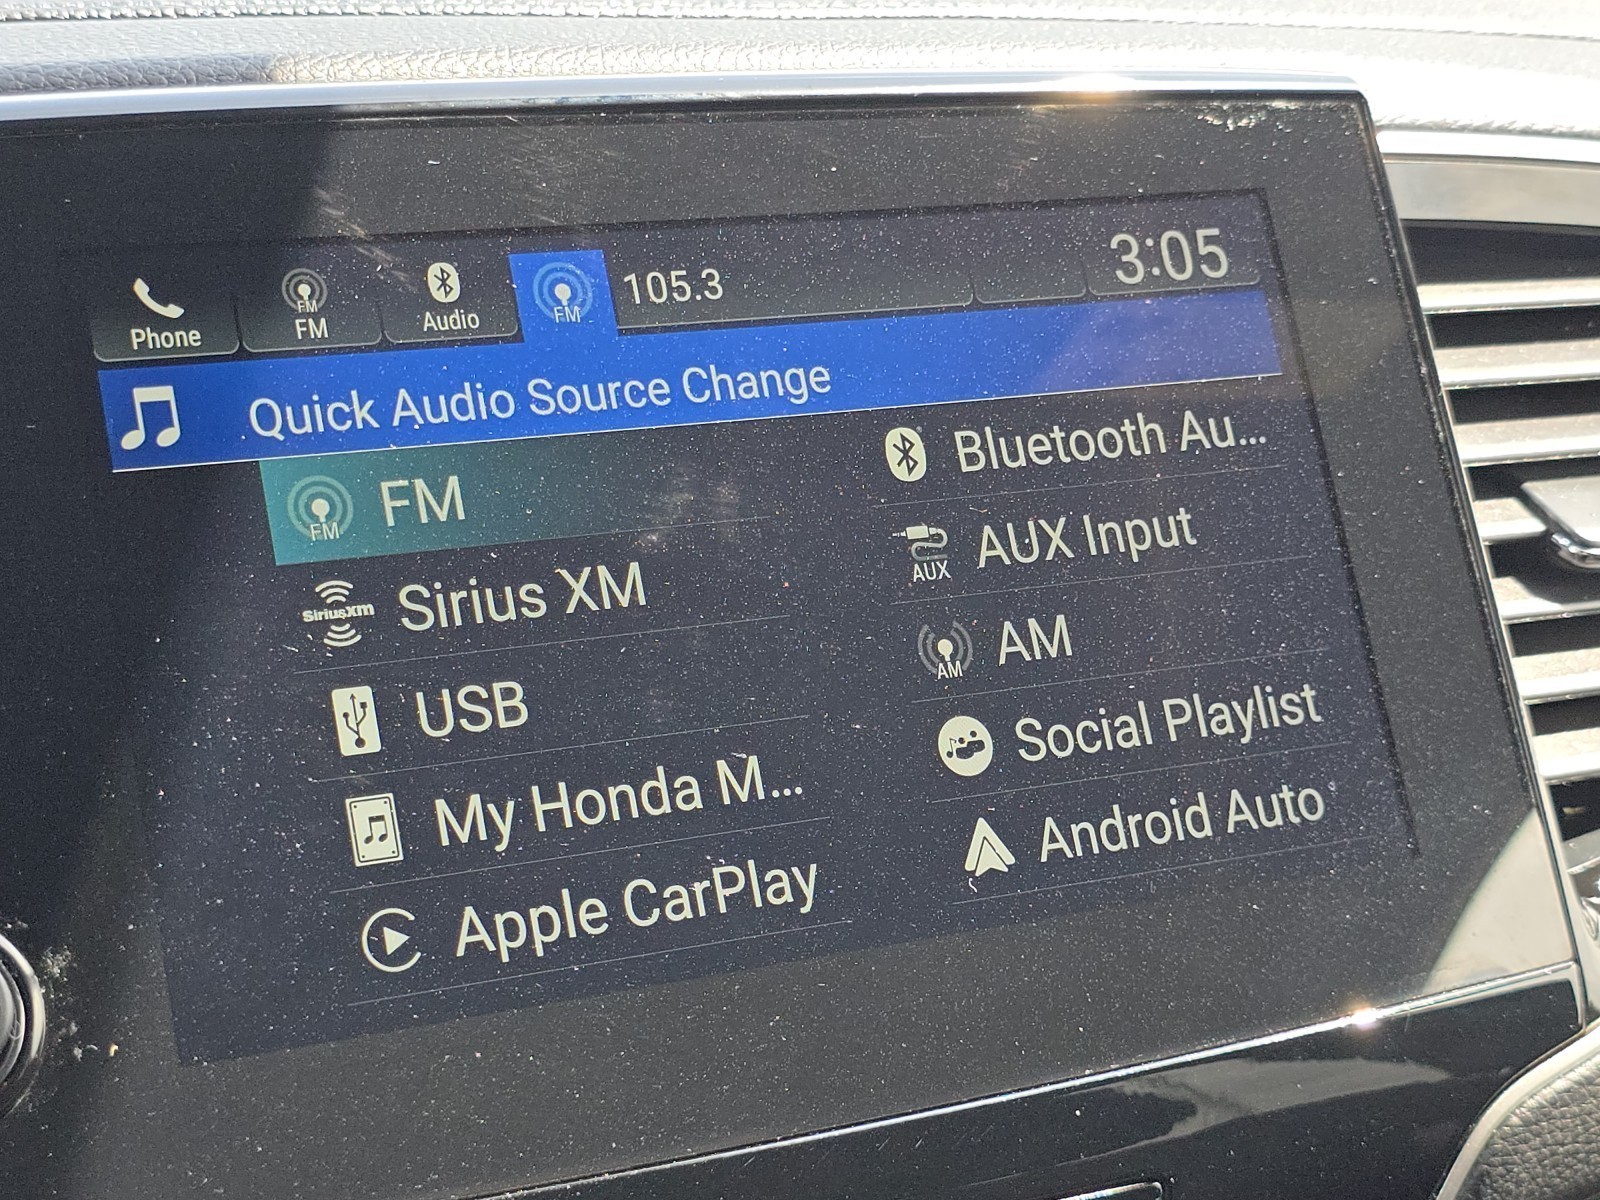 Phone
FM
FM
Audio
FM
105.3
3:05
Quick Audio Source Change
FM
FM
Bluetooth Au...
SiriusXm
Sirius XM
AUX
AUX Input
USB
AM
AM
My Honda M...
Social Playlist
Apple CarPlay
Android Auto